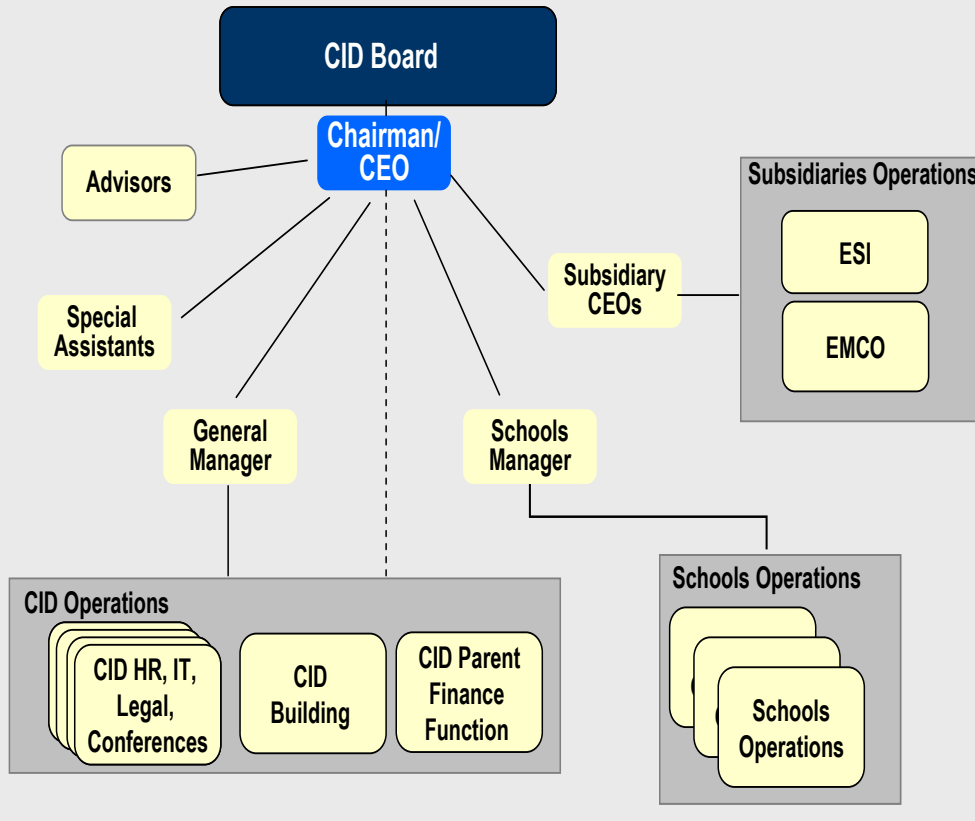 CID Board
Chairman/
CEO
Advisors
Subsidiaries Operations
ESI
Subsidiary
CEOs
Special
Assistants
EMCO
General
Manager
Schools
Manager
CID Operations
CID HR, IT,
Legal,
Conferences
CID
Building
CID Parent
Finance
Function
Schools Operations
Schools
Operations